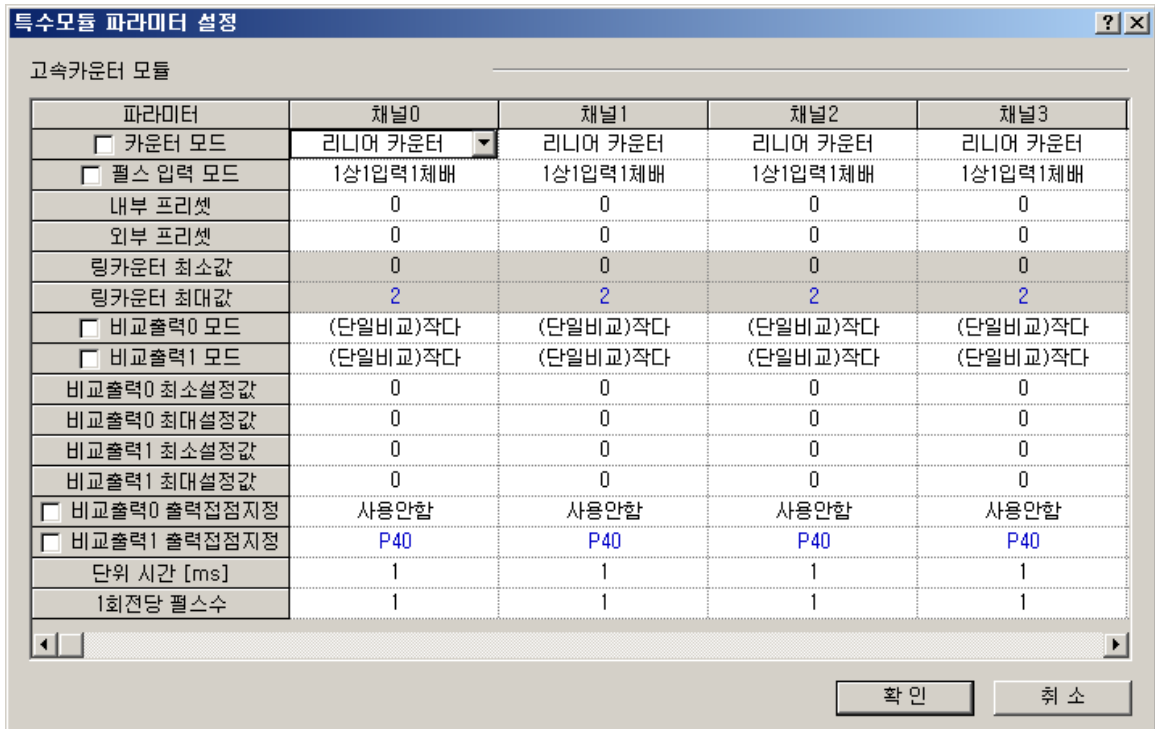 특수모듈 파라미터 설정
고속카운터 모듈
파라미터 채널0 채널1 채널2 채널3
카운터 모드 리니어 카운터 리니어 카운터 리니어 카운터 리니어 카운터
펄스 입력 모드 1상1입력1체배 1상1입력1체배 1상1입력1체배 1상1입력1체배
내부 프리셋 0 0 0 0
외부 프리셋 0 0 0 0
링카운터 최소값 0 0 0 0
링카운터 최대값 2 2 2 2
비교출력0 모드 (단일비교)작다 (단일비교)작다 (단일비교)작다 (단일비교)작다
비교출력1 모드 (단일비교)작다 (단일비교)작다 (단일비교)작다 (단일비교)작다
비교출력0 최소설정값 0 0 0 0
비교출력0 최대설정값 0 0 0 0
비교출력1 최소설정값 0 0 0 0
비교출력1 최대설정값 0 0 0 0
비교출력0 출력접점지정 사용안함 사용안함 사용안함 사용안함
비교출력1 출력접점지정 P40 P40 P40 P40
단위 시간 [ms] 1 1 1 1
1회전당 펄스수 1 1 1 1
확 인 취 소